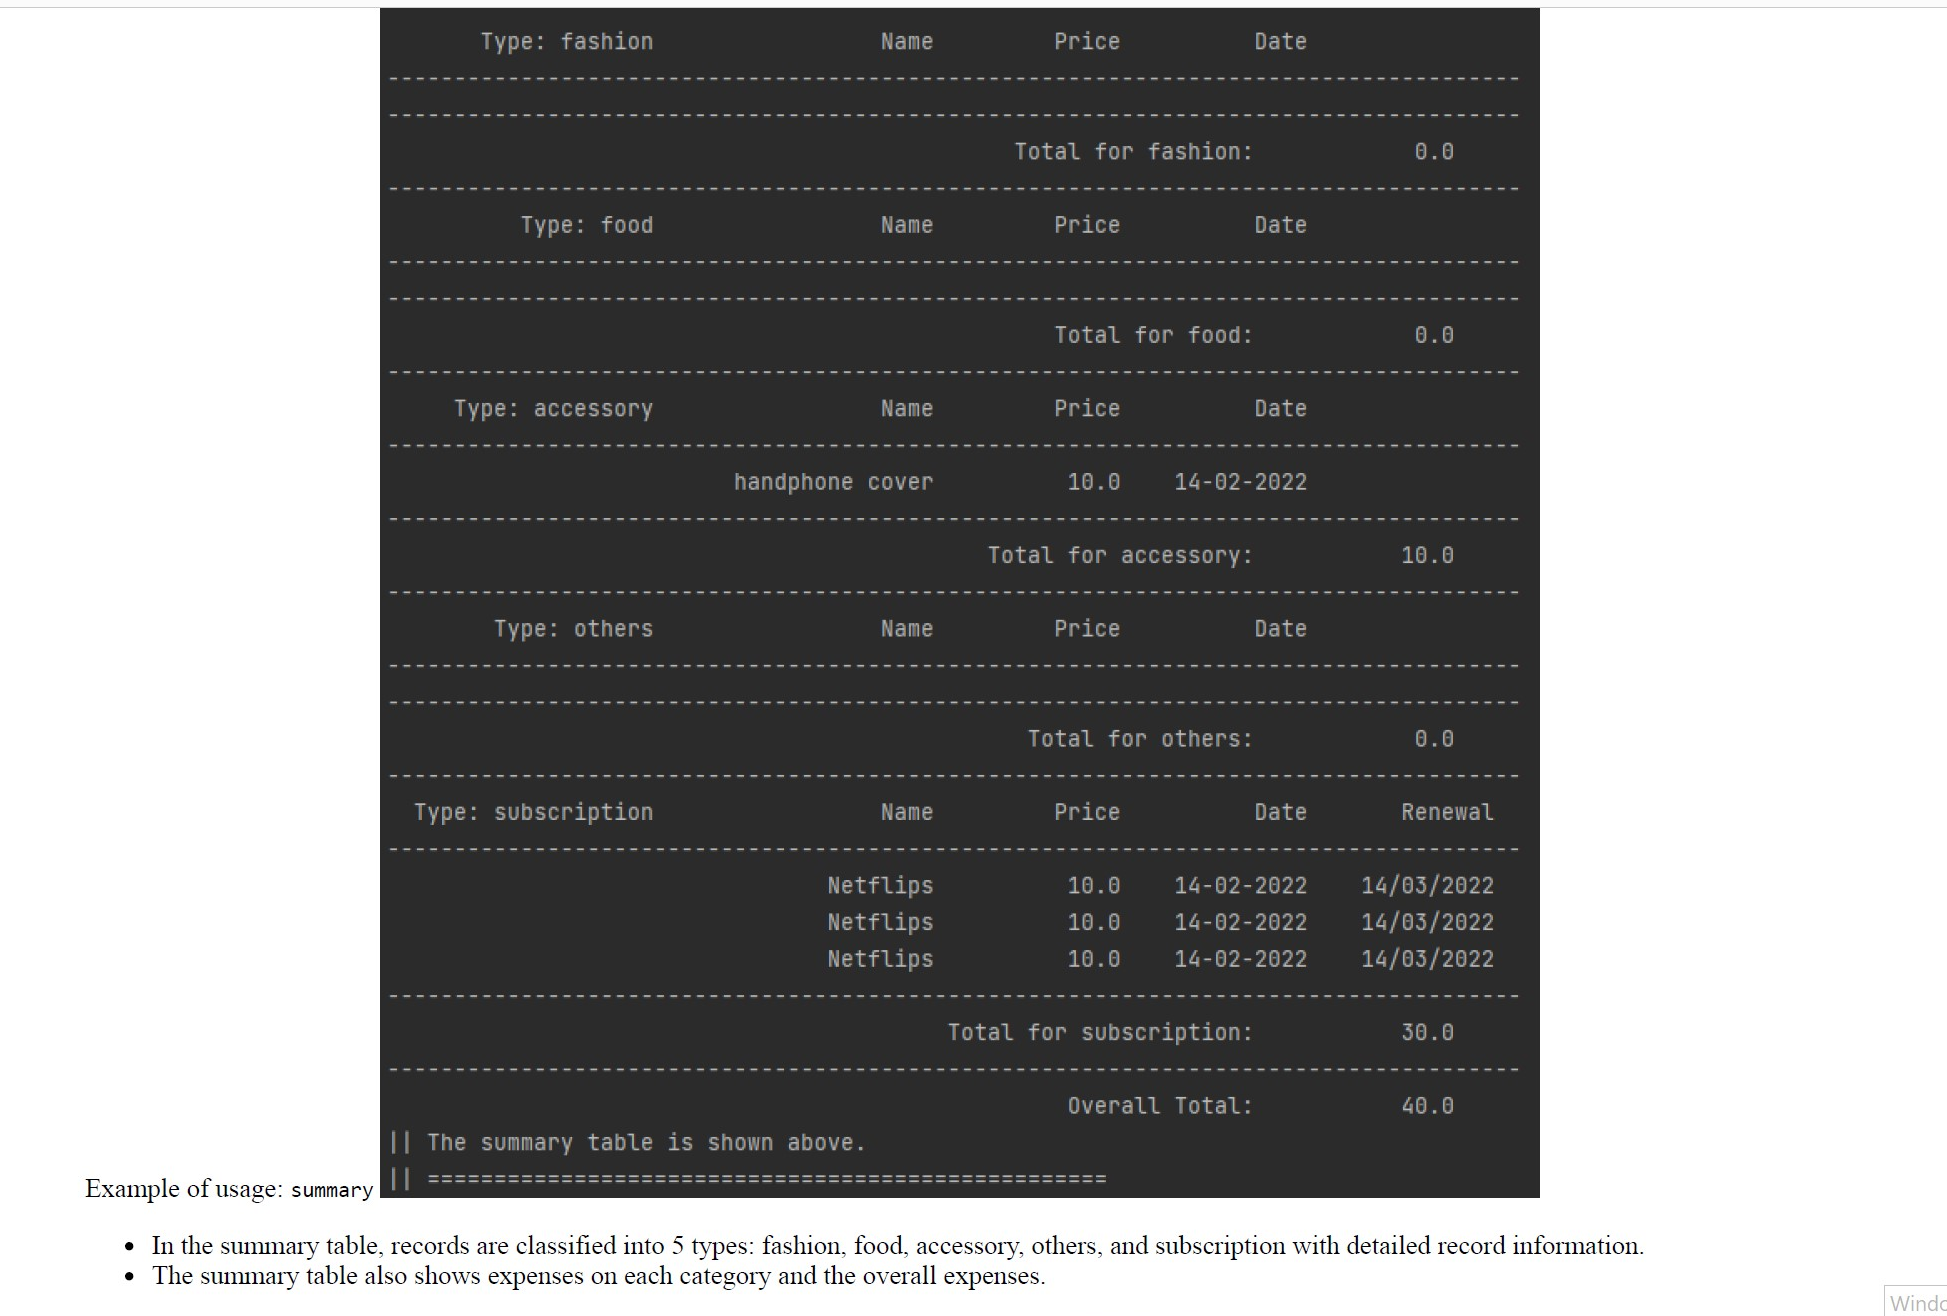 Type: fashion Name Price Date
--------------------------------------------------------------------------------------
--------------------------------------------------------------------------------------
Total for fashion: 0.0
--------------------------------------------------------------------------------------
Type: food Name Price Date
--------------------------------------------------------------------------------------
--------------------------------------------------------------------------------------
Total for food: 0.0
--------------------------------------------------------------------------------------
Type: accessory Name Price Date
--------------------------------------------------------------------------------------
handphone cover 10.0 14-02-2022
--------------------------------------------------------------------------------------
Total for accessory: 10.0
--------------------------------------------------------------------------------------
Type: others Name Price Date
--------------------------------------------------------------------------------------
--------------------------------------------------------------------------------------
Total for others: 0.0
--------------------------------------------------------------------------------------
Type: subscription Name Price Date Renewal
--------------------------------------------------------------------------------------
Netflips 10.0 14-02-2022 14/03/2022
Netflips 10.0 14-02-2022 14/03/2022
Netflips 10.0 14-02-2022 14/03/2022
--------------------------------------------------------------------------------------
Total for subscription: 30.0
--------------------------------------------------------------------------------------
Overall Total: 40.0
|| The summary table is shown above.
|| ===================================================
Example of usage: summary
• In the summary table, records are classified into 5 types: fashion, food, accessory, others, and subscription with detailed record information.
• The summary table also shows expenses on each category and the overall expenses.